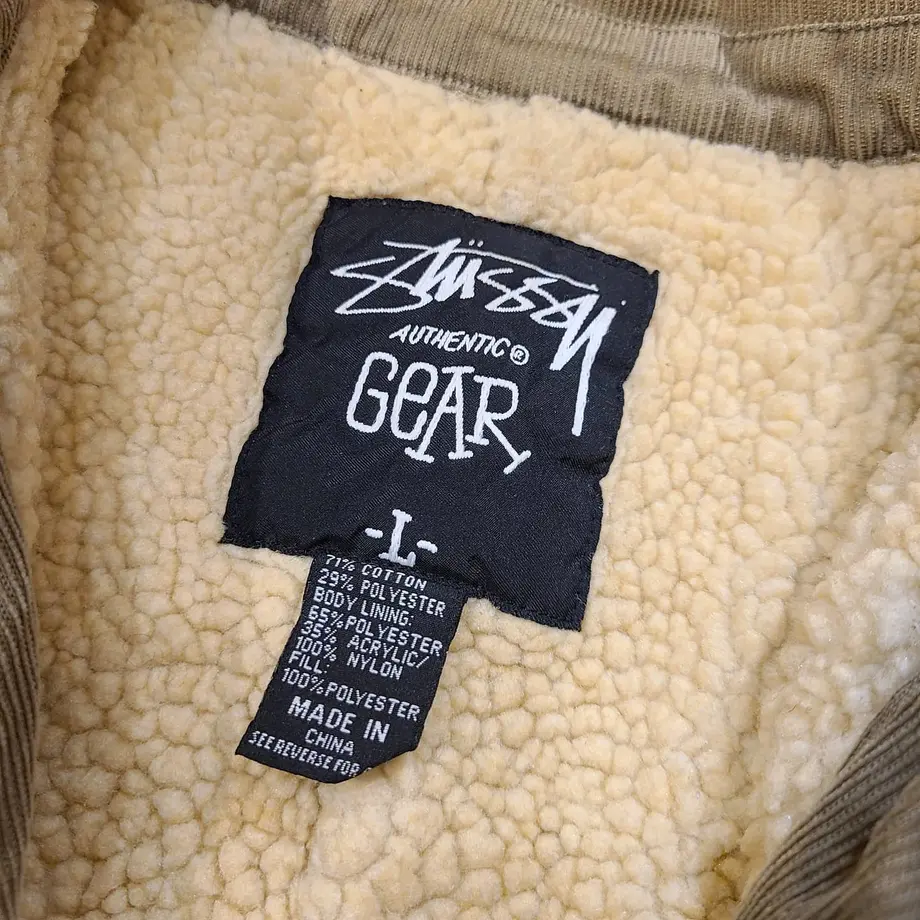 Stüssy
AUTHENTIC®
GEAR
-L-
71% COTTON
29% POLYESTER
BODY LINING:
65% POLYESTER
35% ACRYLIC/
100% NYLON
FILL:
100% POLYESTER
MADE IN
CHINA
SEE REVERSE FOR